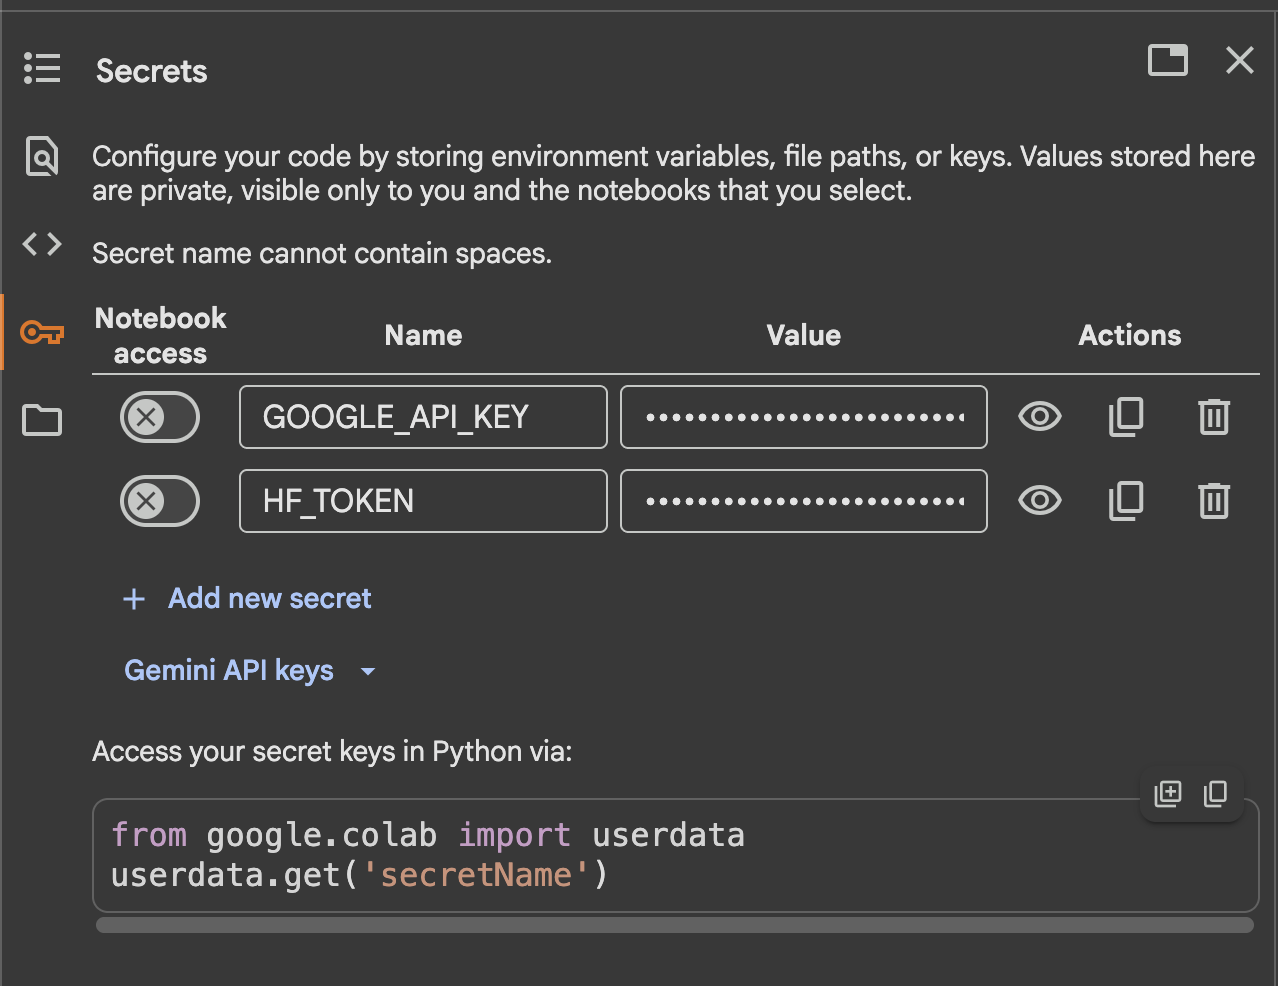 Secrets
Configure your code by storing environment variables, file paths, or keys. Values stored here
are private, visible only to you and the notebooks that you select.
Secret name cannot contain spaces.
Notebook
access
Name
Value
Actions
GOOGLE_API_KEY
HF_TOKEN
+ Add new secret
Gemini API keys
Access your secret keys in Python via:
from google.colab import userdata
userdata.get('secretName')